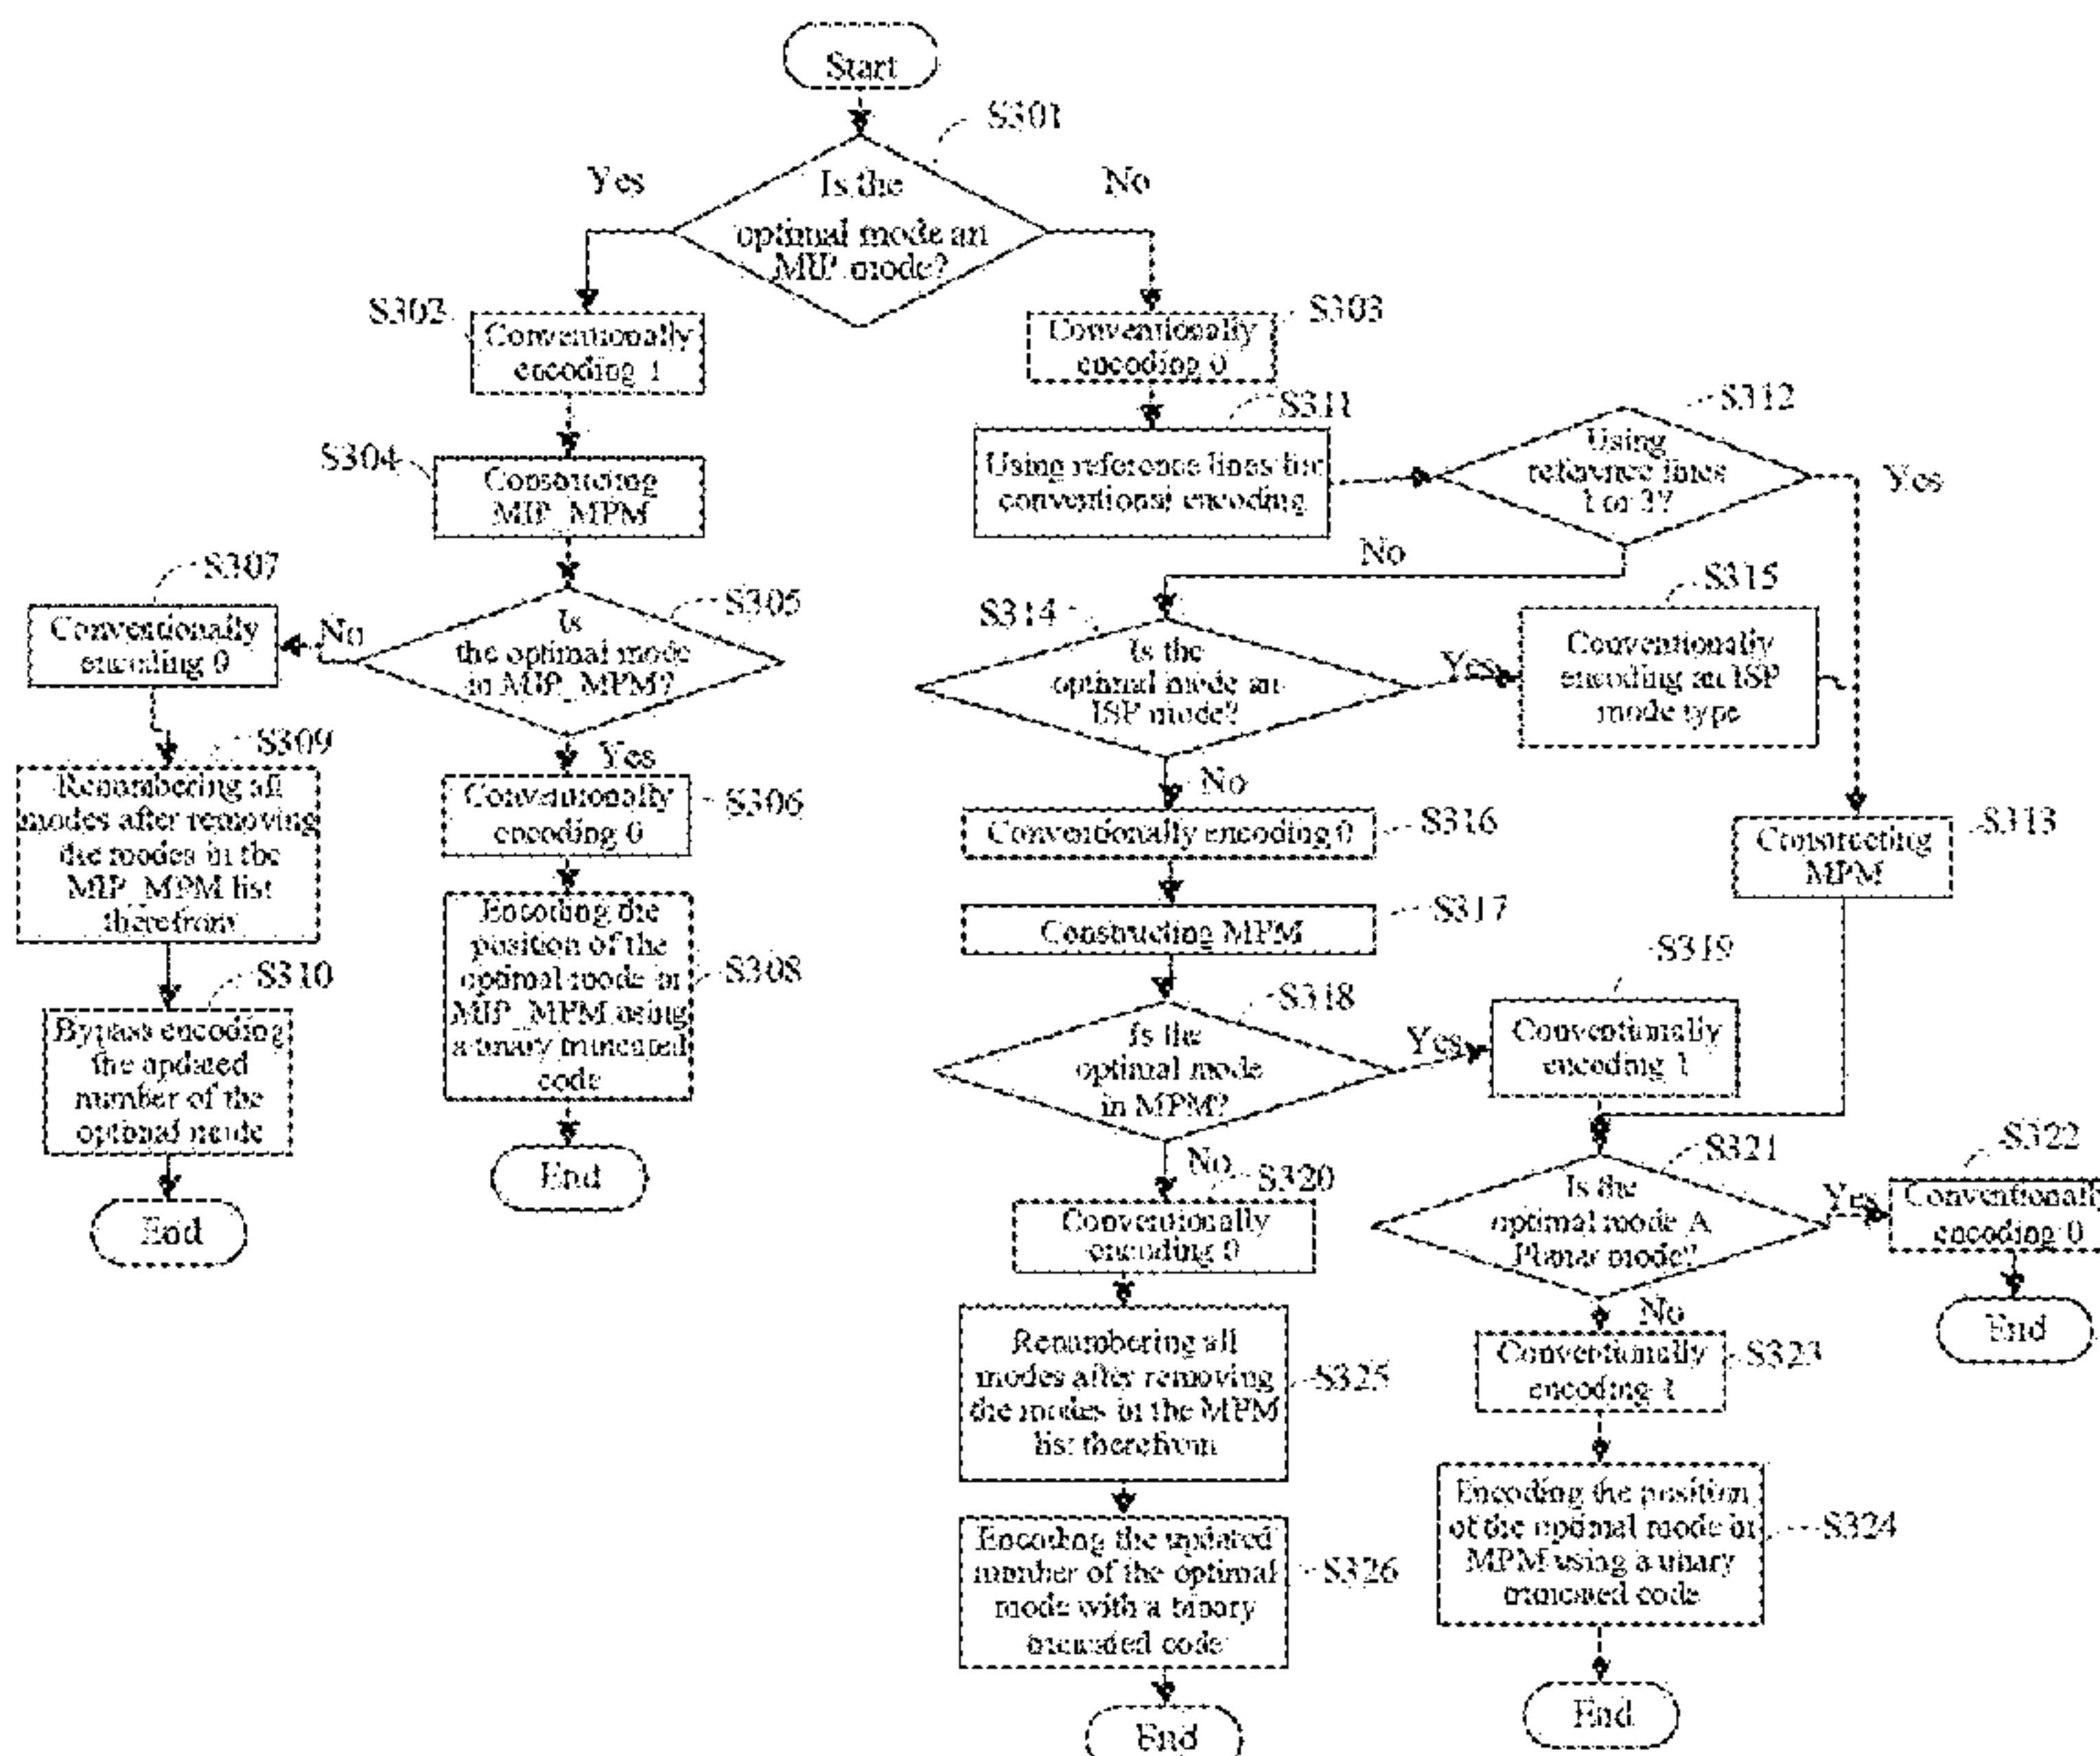 Start
S301
Yes
Is the
optimal mode an
MIP mode?
No
S302
Conventionally
encoding 1
S303
Conventionally
encoding 0
S304
Constructing
MIP_MPM
S311
Using reference lines for
conventional encoding
S312
Using
reference lines
1 or 3?
Yes
No
S307
Conventionally
encoding 0
No
S305
Is
the optimal mode
in MIP_MPM?
Yes
S314
Is the
optimal mode an
ISP mode?
Yes
No
S315
Conventionally
encoding an ISP
mode type
S309
Renumbering all
modes after removing
the modes in the
MIP_MPM list
therefrom
S306
Conventionally
encoding 0
S316
Conventionally encoding 0
S313
Constructing
MPM
S308
Encoding the
position of the
optimal mode in
MIP_MPM using
a binary truncated
code
S317
Constructing MPM
S310
Bypass encoding
the updated
number of the
optional mode
S318
Is the
optimal mode
in MPM?
Yes
No
S319
Conventionally
encoding 1
End
End
S320
Conventionally
encoding 0
S321
Is the
optimal mode A
Planar mode?
Yes
No
S322
Conventionally
encoding 0
End
S325
Renumbering all
modes after removing
the modes in the MPM
list therefrom
S323
Conventionally
encoding 1
S326
Encoding the updated
number of the optimal
mode with a binary
truncated code
S324
Encoding the position
of the optimal mode in
MPM using a unary
truncated code
End
End